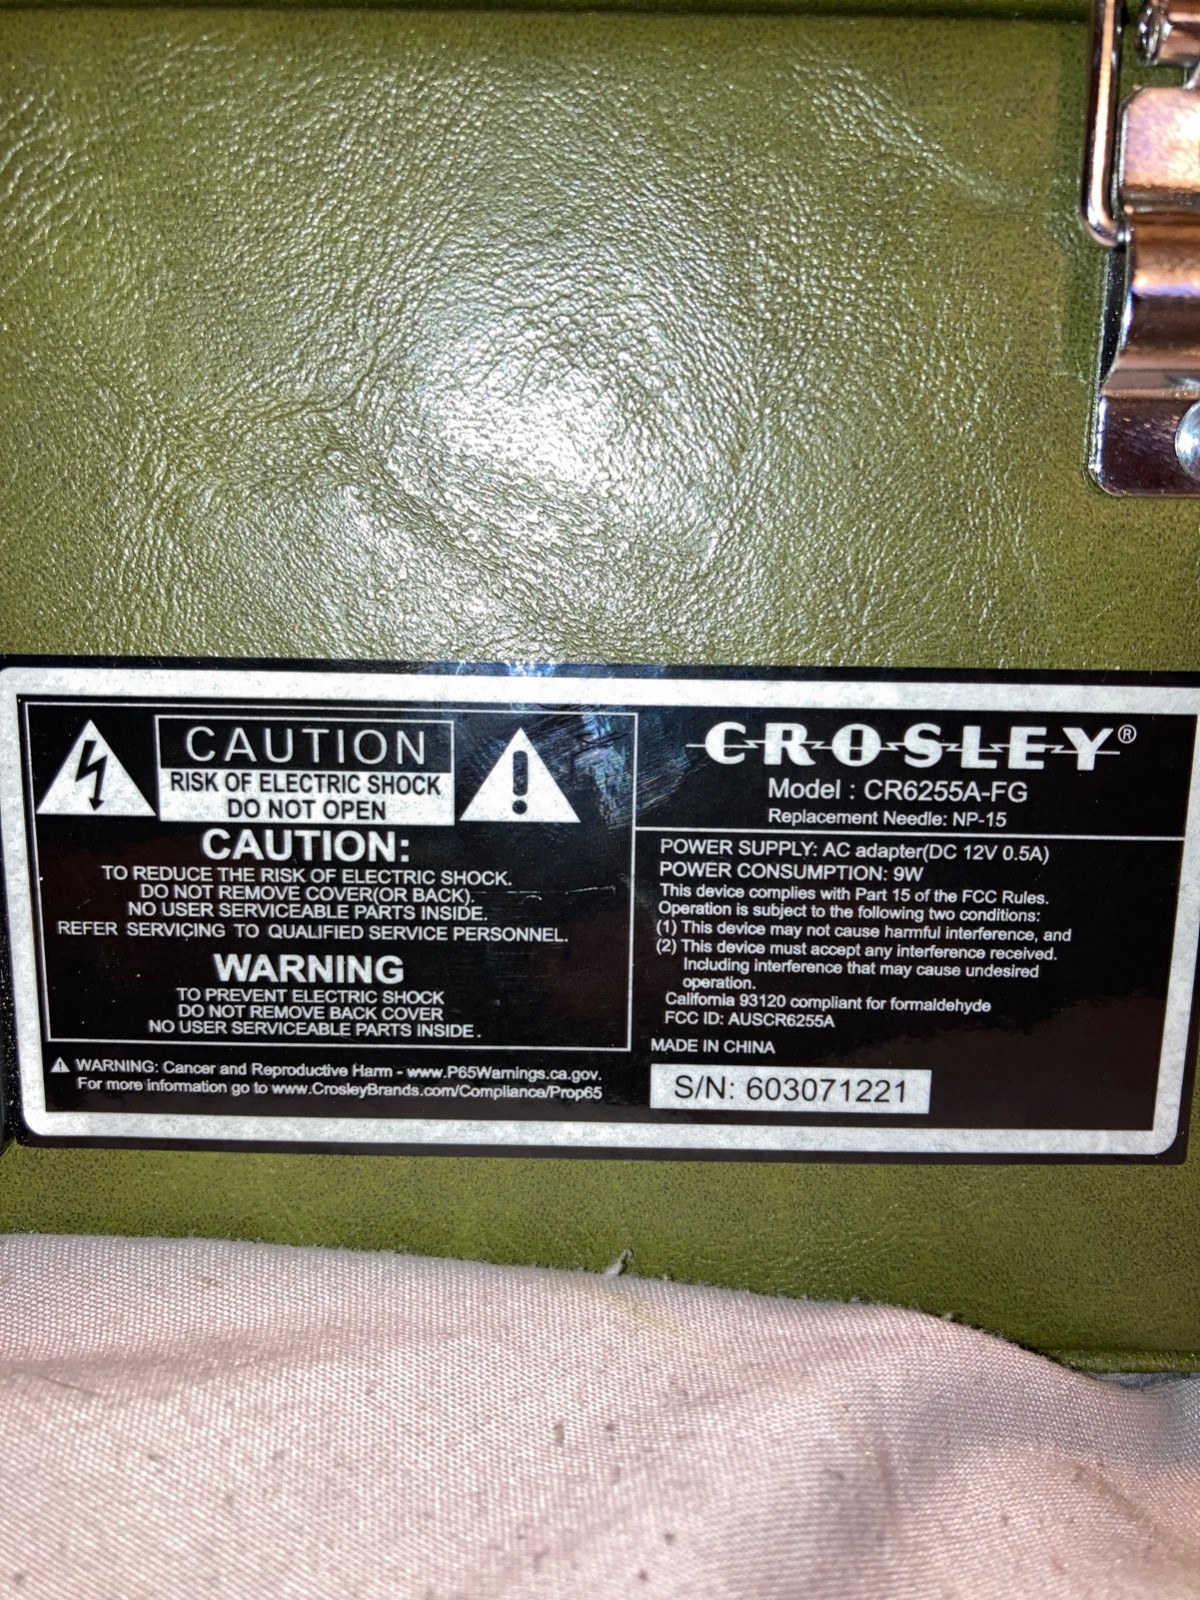 CAUTION
RISK OF ELECTRIC SHOCK
DO NOT OPEN
CAUTION:
TO REDUCE THE RISK OF ELECTRIC SHOCK.
DO NOT REMOVE COVER(OR BACK).
NO USER SERVICEABLE PARTS INSIDE.
REFER SERVICING TO QUALIFIED SERVICE PERSONNEL.
WARNING
TO PREVENT ELECTRIC SHOCK
DO NOT REMOVE BACK COVER
NO USER SERVICEABLE PARTS INSIDE.
WARNING: Cancer and Reproductive Harm - www.P65Warnings.ca.gov.
For more information go to www.CrosleyBrands.com/Compliance/Prop65
CROSLEY®
Model : CR6255A-FG
Replacement Needle: NP-15
POWER SUPPLY: AC adapter(DC 12V 0.5A)
POWER CONSUMPTION: 9W
This device complies with Part 15 of the FCC Rules.
Operation is subject to the following two conditions:
(1) This device may not cause harmful interference, and
(2) This device must accept any interference received.
Including interference that may cause undesired
operation.
California 93120 compliant for formaldehyde
FCC ID: AUSCR6255A
MADE IN CHINA
S/N: 603071221